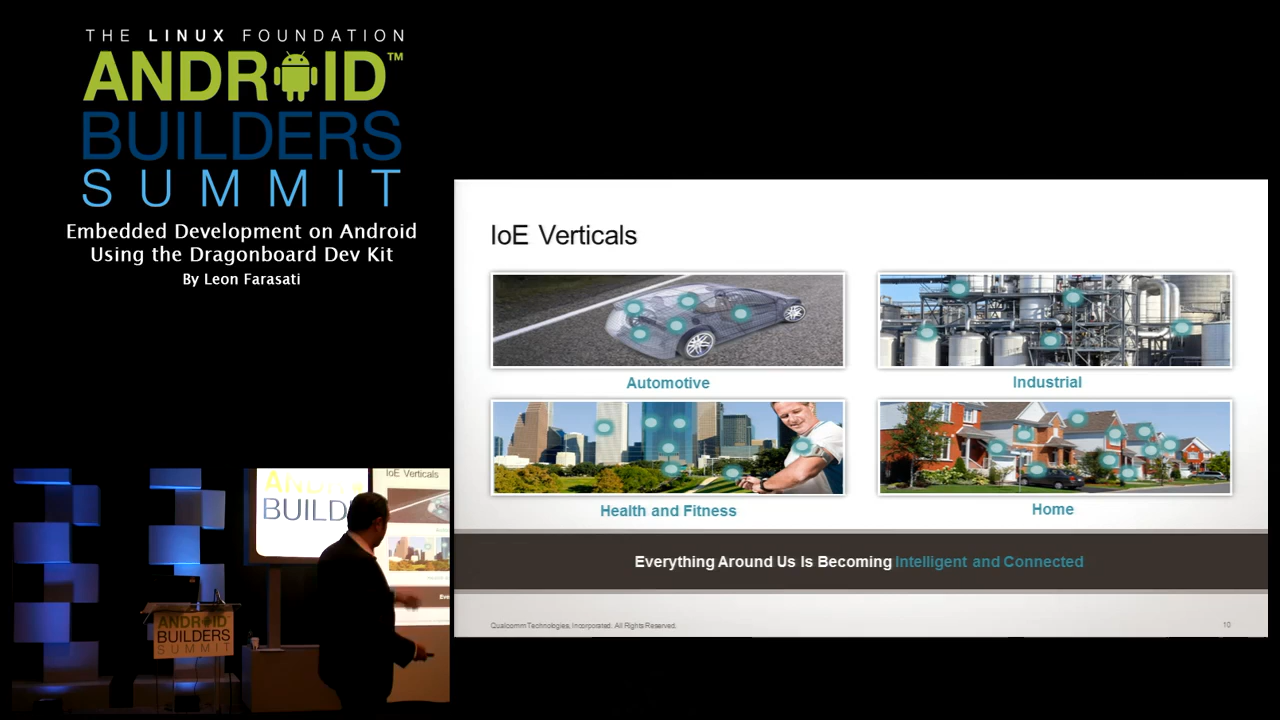 THE LINUX FOUNDATION
ANDROID™
BUILDERS
SUMMIT
Embedded Development on Android
Using the Dragonboard Dev Kit
By Leon Farasati
IoE Verticals
Automotive
Industrial
Health and Fitness
Home
Everything Around Us Is Becoming Intelligent and Connected
Qualcomm Technologies, Incorporated. All Rights Reserved.
10
BUILD
IoE Verticals
ANDROID
BUILDERS
SUMMIT